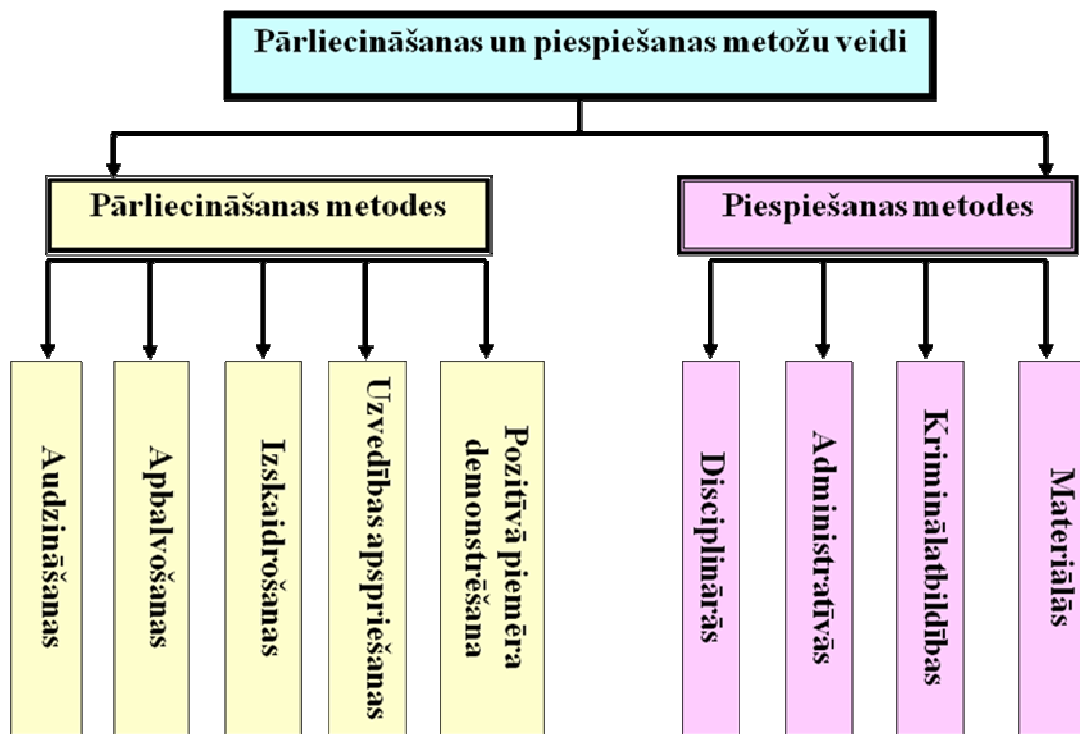 Pārliecināšanas un piespiešanas metožu veidi
Pārliecināšanas metodes
Piespiešanas metodes
Audzināšanas
Apbalvošanas
Izskaidrošanas
Uzvedības apspriešanas
Pozitīvā piemēra
demonstrēšana
Disciplinārās
Administratīvās
Kriminālatbildības
Materiālās